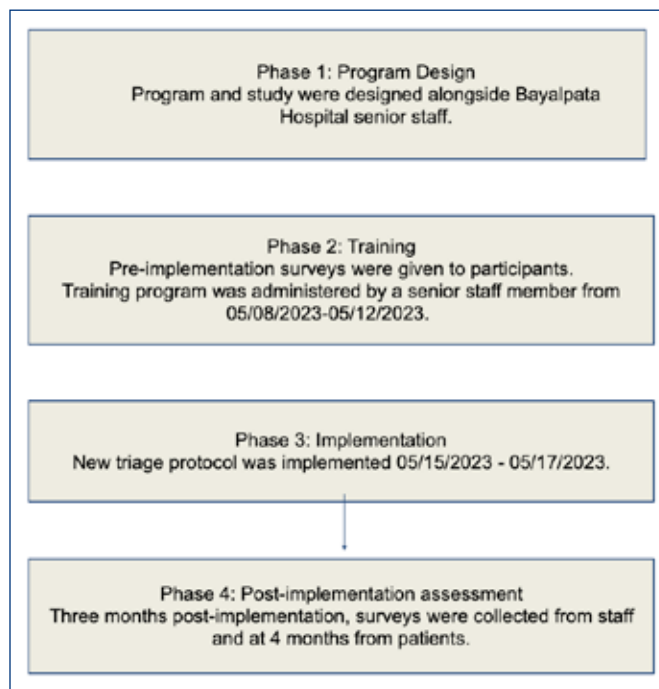 Phase 1: Program Design
Program and study were designed alongside Bayalpata
Hospital senior staff.
Phase 2: Training
Pre-implementation surveys were given to participants.
Training program was administered by a senior staff member from
05/08/2023-05/12/2023.
Phase 3: Implementation
New triage protocol was implemented 05/15/2023 - 05/17/2023.
Phase 4: Post-implementation assessment
Three months post-implementation, surveys were collected from staff
and at 4 months from patients.